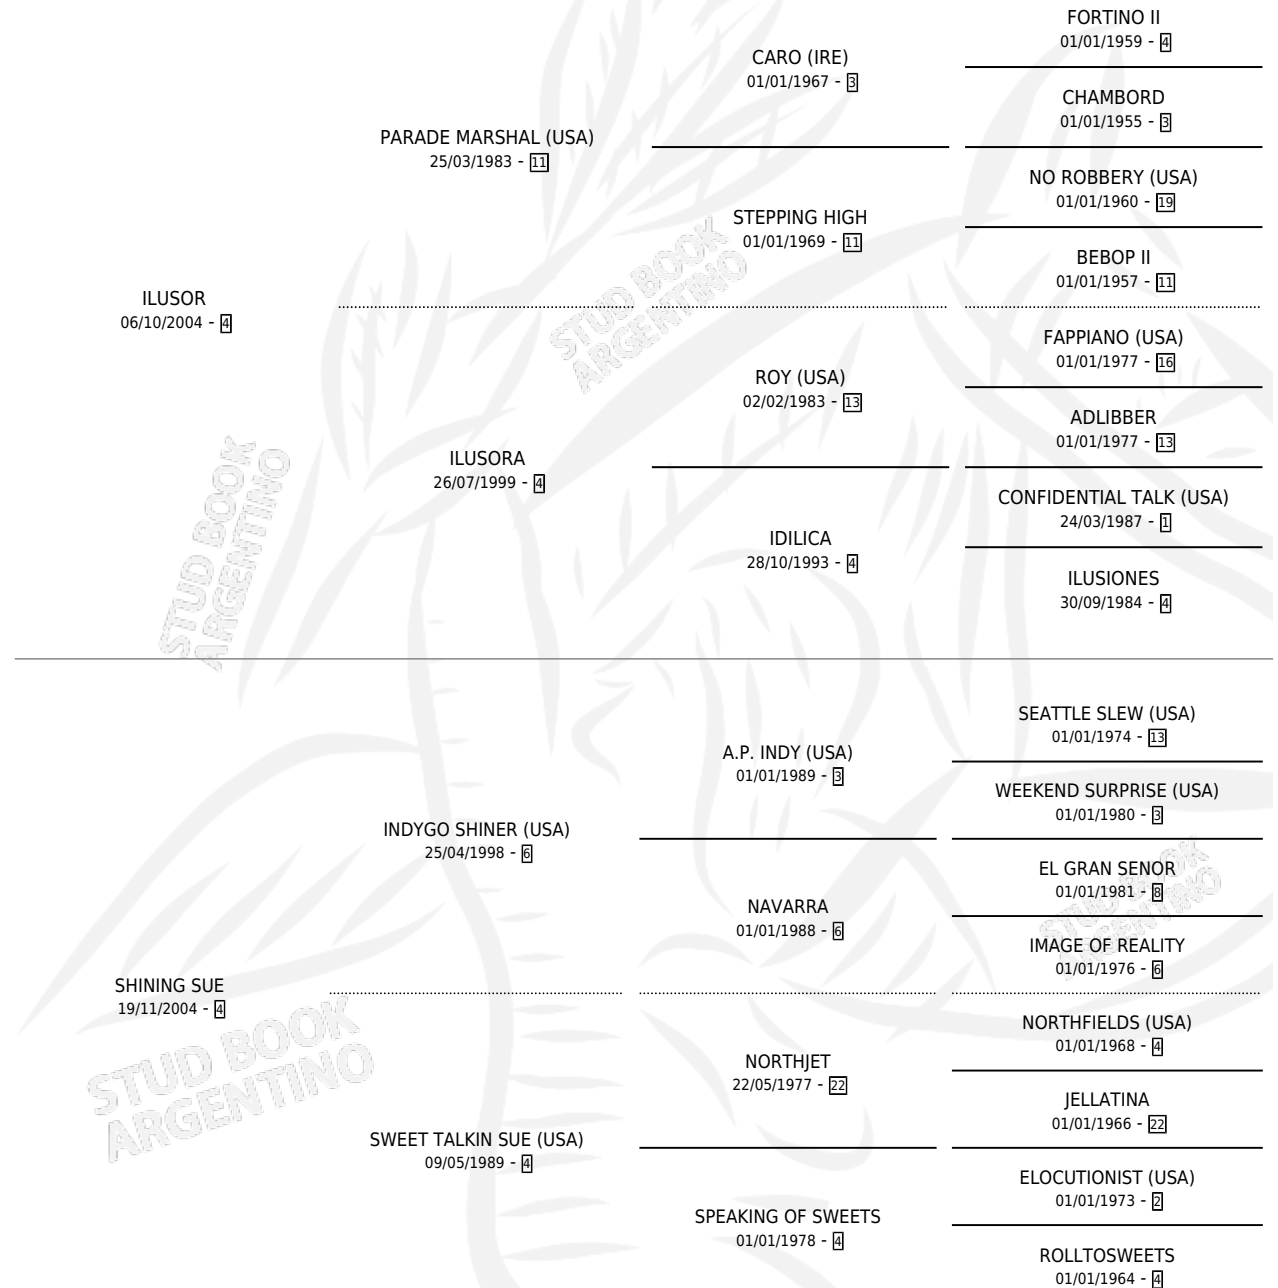 FORTINO II
01/01/1959 - 4
CARO (IRE)
01/01/1967 - 3
CHAMBORD
01/01/1955 - 3
PARADE MARSHAL (USA)
25/03/1983 - 11
NO ROBBERY (USA)
01/01/1960 - 19
STEPPING HIGH
01/01/1969 - 11
BEBOP II
01/01/1957 - 11
ILUSOR
06/10/2004 - 4
FAPPIANO (USA)
01/01/1977 - 16
ROY (USA)
02/02/1983 - 13
ADLIBBER
01/01/1977 - 13
ILUSORA
26/07/1999 - 4
CONFIDENTIAL TALK (USA)
24/03/1987 - 1
IDILICA
28/10/1993 - 4
ILUSIONES
30/09/1984 - 4
STUD BOOK
ARGENTINO
STUD BOOK
ARGENTINO
SEATTLE SLEW (USA)
01/01/1974 - 13
A.P. INDY (USA)
01/01/1989 - 3
WEEKEND SURPRISE (USA)
01/01/1980 - 3
INDYGO SHINER (USA)
25/04/1998 - 6
EL GRAN SENOR
01/01/1981 - 8
NAVARRA
01/01/1988 - 6
IMAGE OF REALITY
01/01/1976 - 6
SHINING SUE
19/11/2004 - 4
NORTHFIELDS (USA)
01/01/1968 - 4
NORTHJET
22/05/1977 - 22
JELLATINA
01/01/1966 - 22
SWEET TALKIN SUE (USA)
09/05/1989 - 4
ELOCUTIONIST (USA)
01/01/1973 - 2
SPEAKING OF SWEETS
01/01/1978 - 4
ROLLTOSWEETS
01/01/1964 - 4
STUD BOOK
ARGENTINO
STUD BOOK
ARGENTINO